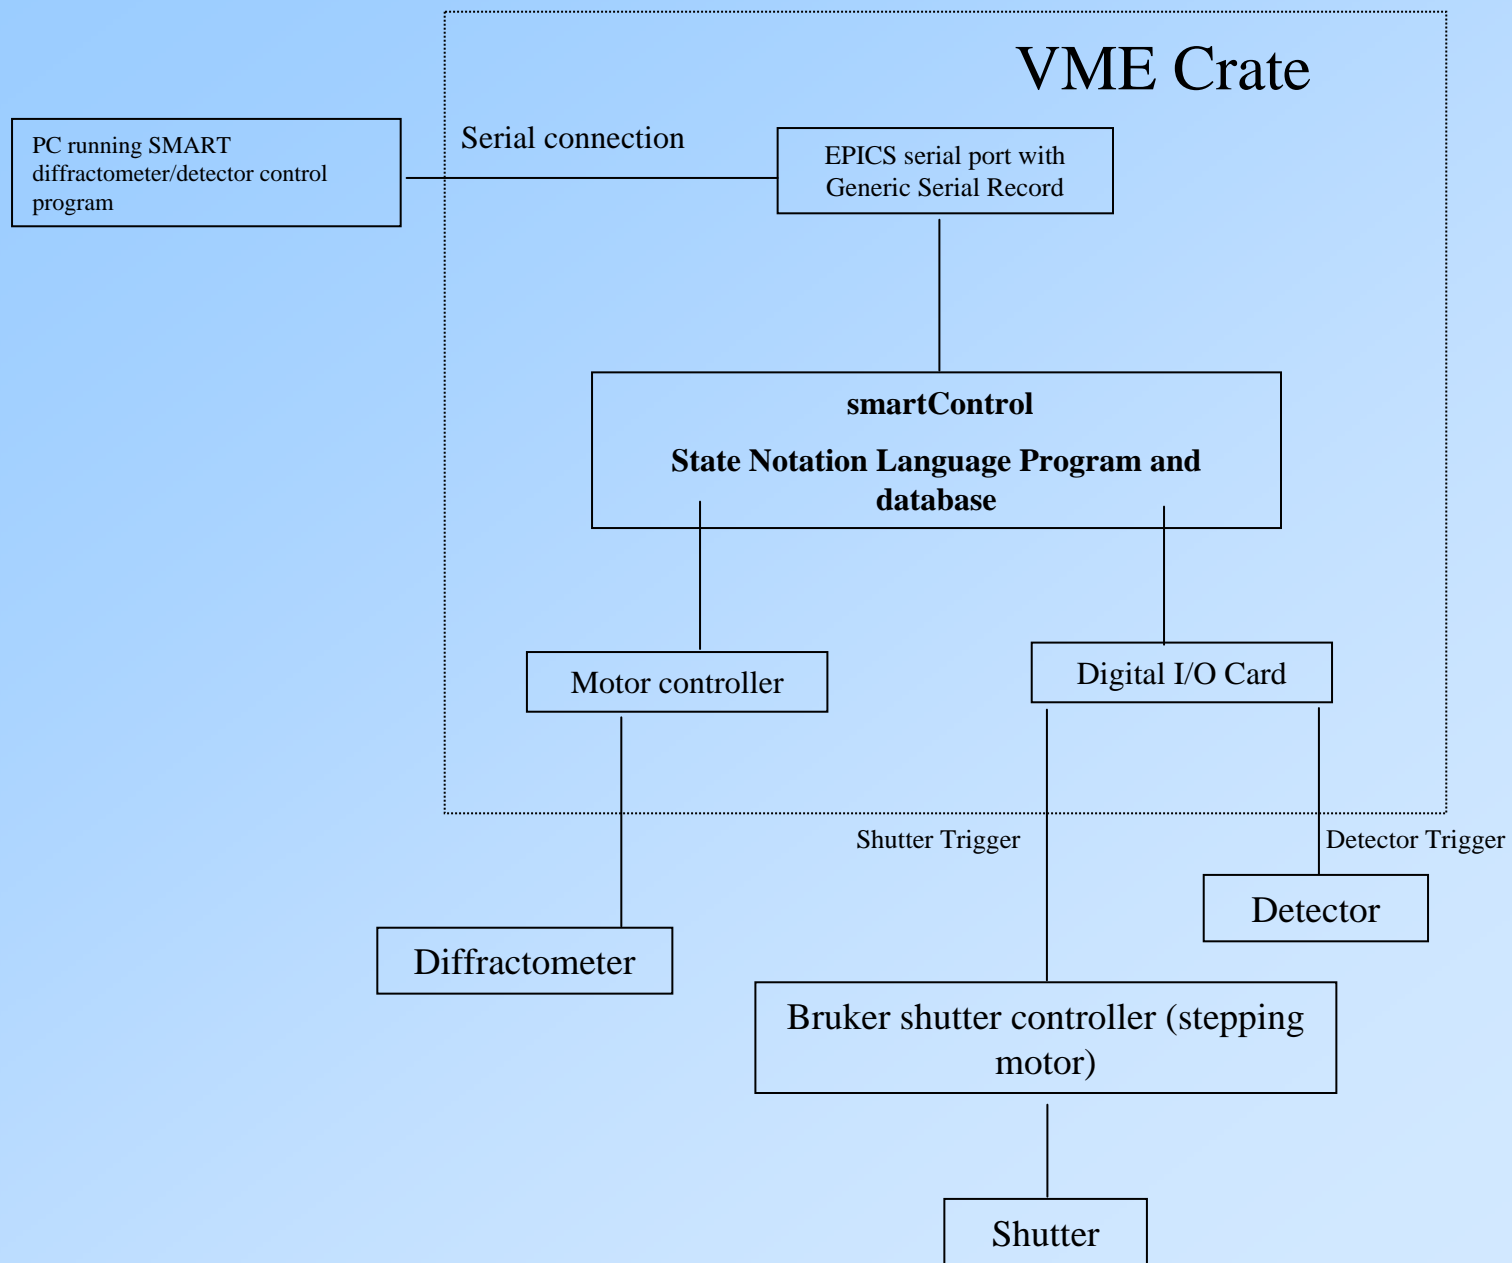 VME Crate
PC running SMART
diffractometer/detector control
program
Serial connection
EPICS serial port with
Generic Serial Record
smartControl
State Notation Language Program and
database
Motor controller
Digital I/O Card
Shutter Trigger
Detector Trigger
Detector
Diffractometer
Bruker shutter controller (stepping
motor)
Shutter